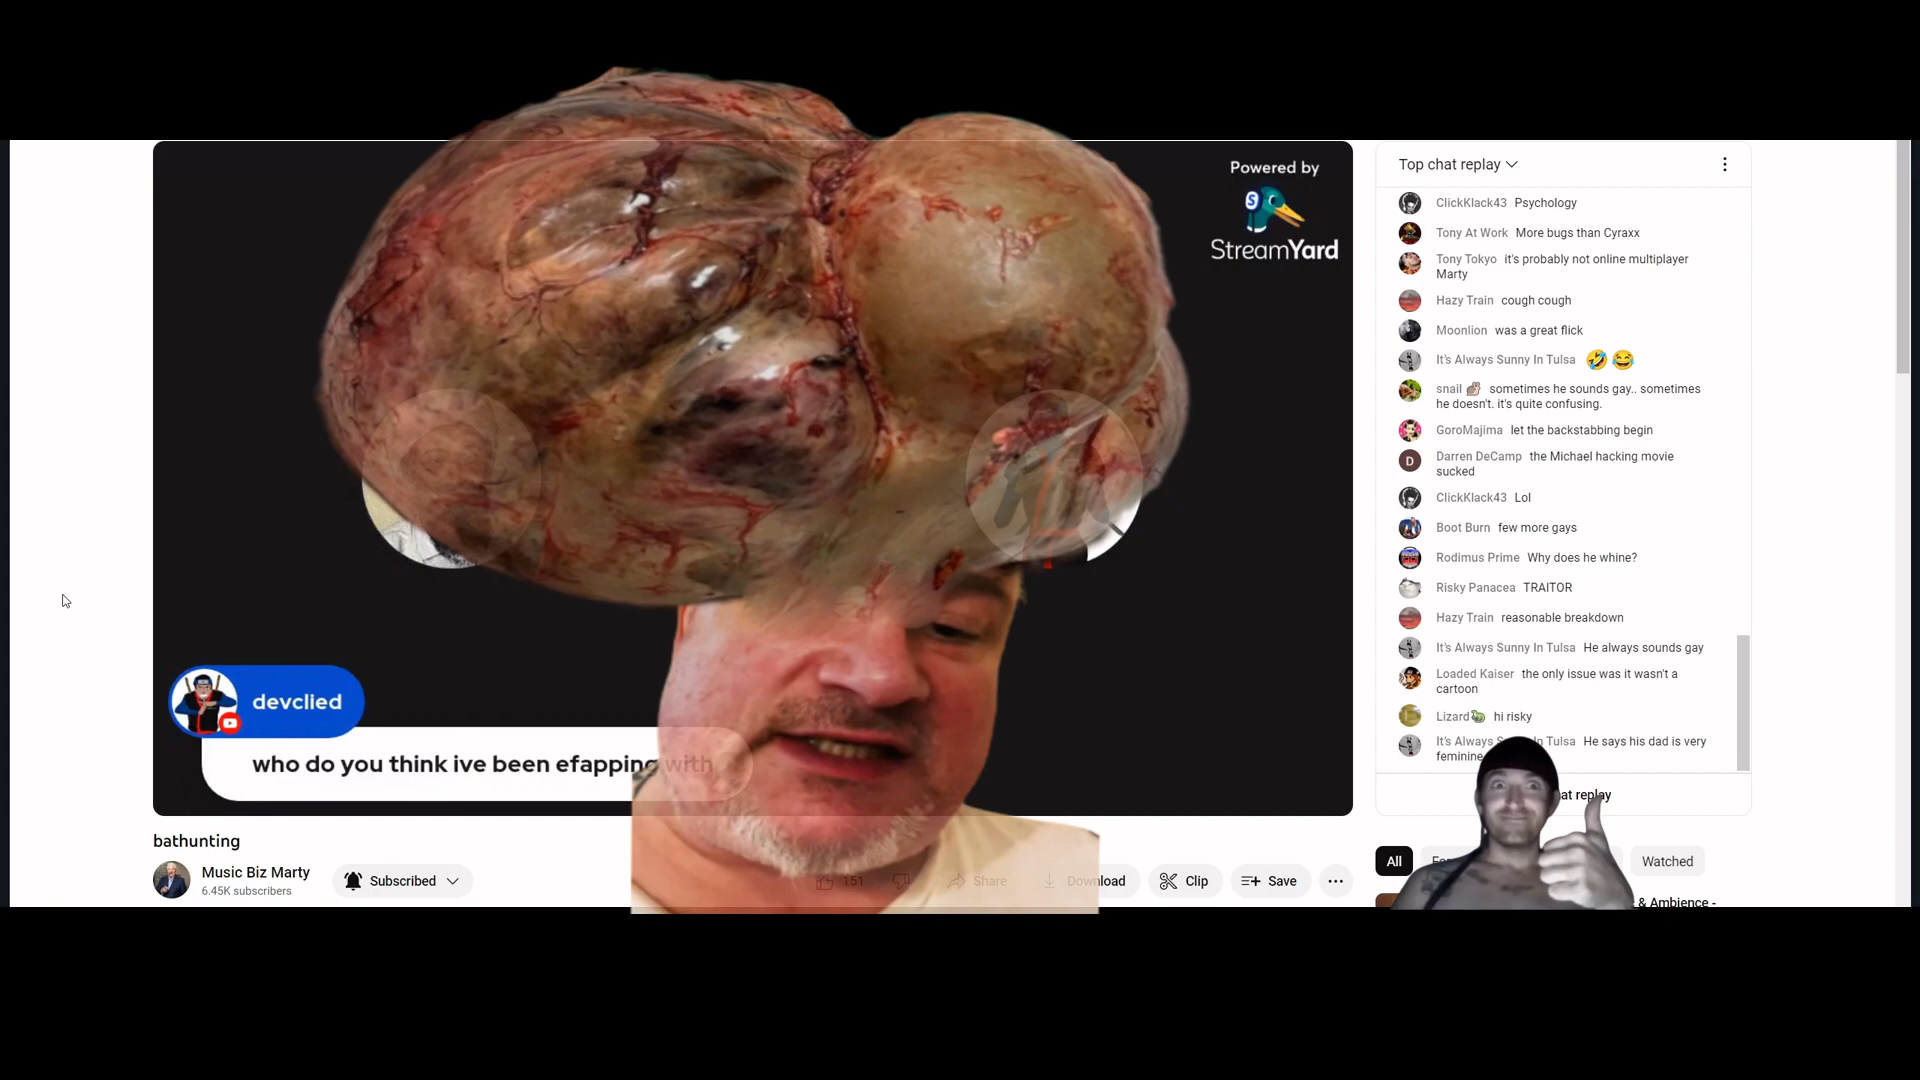 Powered by
StreamYard
devclied
who do you think ive been efapping with
bathunting
Music Biz Marty
6.45K subscribers
Subscribed
151
Share
Download
Clip
Save
Top chat replay
ClickKlack43 Psychology
Tony At Work More bugs than Cyraxx
Tony Tokyo it's probably not online multiplayer
Marty
Hazy Train cough cough
Moonlion was a great flick
It's Always Sunny In Tulsa 🤣😂
snail sometimes he sounds gay.. sometimes
he doesn't. it's quite confusing.
GoroMajima let the backstabbing begin
D
Darren DeCamp the Michael hacking movie
sucked
ClickKlack43 Lol
Boot Burn few more gays
Rodimus Prime Why does he whine?
Risky Panacea TRAITOR
Hazy Train reasonable breakdown
It's Always Sunny In Tulsa He always sounds gay
Loaded Kaiser the only issue was it wasn't a
cartoon
Lizard🦎 hi risky
It's Always In Tulsa He says his dad is very
feminine
at replay
All
Watched
& Ambience -